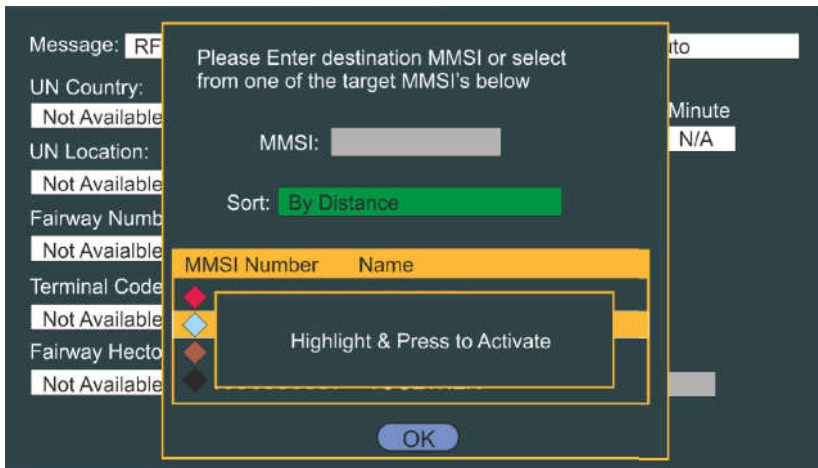 Message: RF
uto
UN Country:
Not Available
Minute
N/A
UN Location:
Not Available
Fairway Numb
Not Avaialble
Terminal Code
Not Available
Fairway Hecto
Not Available
Please Enter destination MMSI or select
from one of the target MMSI's below
MMSI:
Sort: By Distance
MMSI Number Name
Highlight & Press to Activate
OK